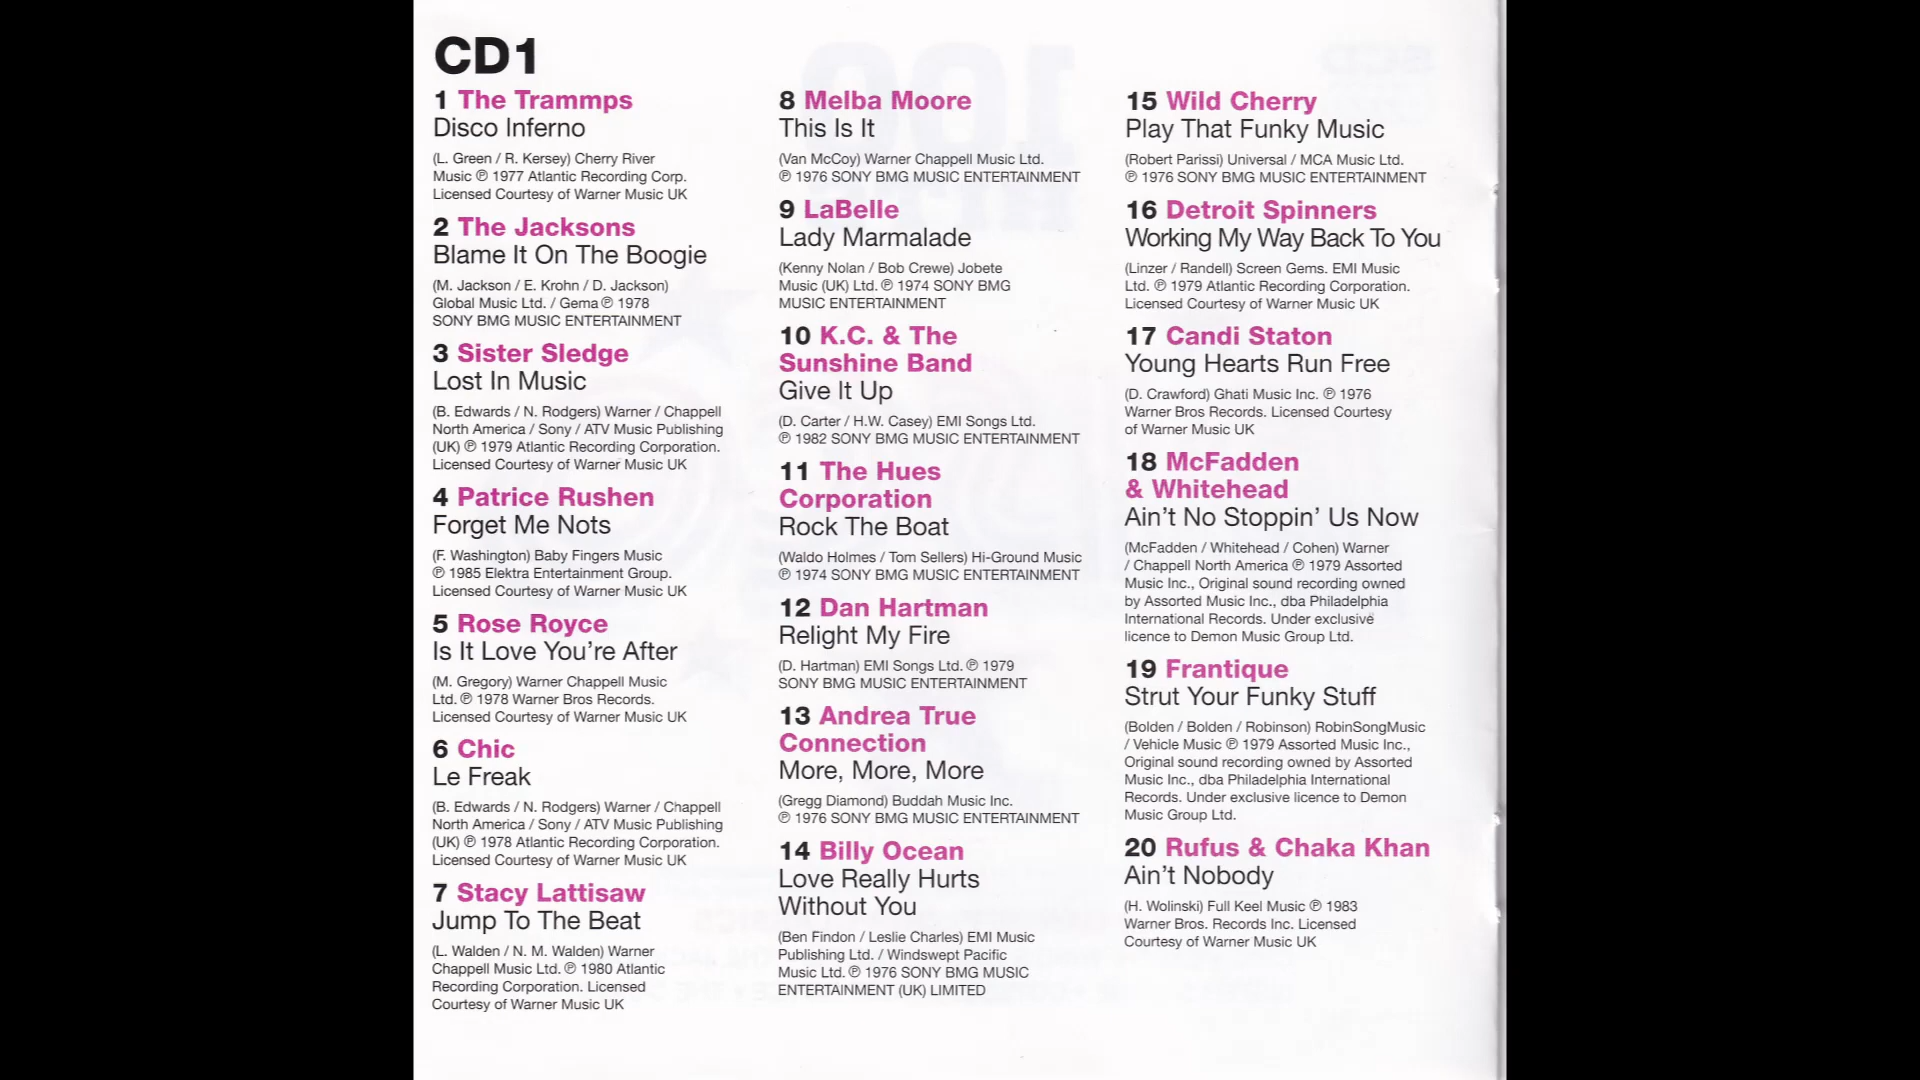 CD1
1 The Trammps
Disco Inferno
(L. Green / R. Kersey) Cherry River
Music ℗ 1977 Atlantic Recording Corp.
Licensed Courtesy of Warner Music UK
2 The Jacksons
Blame It On The Boogie
(M. Jackson / E. Krohn / D. Jackson)
Global Music Ltd. / Gema ℗ 1978
SONY BMG MUSIC ENTERTAINMENT
3 Sister Sledge
Lost In Music
(B. Edwards / N. Rodgers) Warner / Chappell
North America / Sony / ATV Music Publishing
(UK) ℗ 1979 Atlantic Recording Corporation.
Licensed Courtesy of Warner Music UK
4 Patrice Rushen
Forget Me Nots
(F. Washington) Baby Fingers Music
℗ 1985 Elektra Entertainment Group.
Licensed Courtesy of Warner Music UK
5 Rose Royce
Is It Love You're After
(M. Gregory) Warner Chappell Music
Ltd. ℗ 1978 Warner Bros Records.
Licensed Courtesy of Warner Music UK
6 Chic
Le Freak
(B. Edwards / N. Rodgers) Warner / Chappell
North America / Sony / ATV Music Publishing
(UK) ℗ 1978 Atlantic Recording Corporation.
Licensed Courtesy of Warner Music UK
7 Stacy Lattisaw
Jump To The Beat
(L. Walden / N. M. Walden) Warner
Chappell Music Ltd. ℗ 1980 Atlantic
Recording Corporation. Licensed
Courtesy of Warner Music UK
8 Melba Moore
This Is It
(Van McCoy) Warner Chappell Music Ltd.
℗ 1976 SONY BMG MUSIC ENTERTAINMENT
9 LaBelle
Lady Marmalade
(Kenny Nolan / Bob Crewe) Jobete
Music (UK) Ltd. ℗ 1974 SONY BMG
MUSIC ENTERTAINMENT
10 K.C. & The
Sunshine Band
Give It Up
(D. Carter / H.W. Casey) EMI Songs Ltd.
℗ 1982 SONY BMG MUSIC ENTERTAINMENT
11 The Hues
Corporation
Rock The Boat
(Waldo Holmes / Tom Sellers) Hi-Ground Music
℗ 1974 SONY BMG MUSIC ENTERTAINMENT
12 Dan Hartman
Relight My Fire
(D. Hartman) EMI Songs Ltd. ℗ 1979
SONY BMG MUSIC ENTERTAINMENT
13 Andrea True
Connection
More, More, More
(Gregg Diamond) Buddah Music Inc.
℗ 1976 SONY BMG MUSIC ENTERTAINMENT
14 Billy Ocean
Love Really Hurts
Without You
(Ben Findon / Leslie Charles) EMI Music
Publishing Ltd. / Windswept Pacific
Music Ltd. ℗ 1976 SONY BMG MUSIC
ENTERTAINMENT (UK) LIMITED
15 Wild Cherry
Play That Funky Music
(Robert Parissi) Universal / MCA Music Ltd.
℗ 1976 SONY BMG MUSIC ENTERTAINMENT
16 Detroit Spinners
Working My Way Back To You
(Linzer / Randell) Screen Gems. EMI Music
Ltd. ℗ 1979 Atlantic Recording Corporation.
Licensed Courtesy of Warner Music UK
17 Candi Staton
Young Hearts Run Free
(D. Crawford) Ghati Music Inc. ℗ 1976
Warner Bros Records. Licensed Courtesy
of Warner Music UK
18 McFadden
& Whitehead
Ain't No Stoppin' Us Now
(McFadden / Whitehead / Cohen) Warner
/ Chappell North America ℗ 1979 Assorted
Music Inc., Original sound recording owned
by Assorted Music Inc., dba Philadelphia
International Records. Under exclusive
licence to Demon Music Group Ltd.
19 Frantique
Strut Your Funky Stuff
(Bolden / Bolden / Robinson) RobinSongMusic
/ Vehicle Music ℗ 1979 Assorted Music Inc.,
Original sound recording owned by Assorted
Music Inc., dba Philadelphia International
Records. Under exclusive licence to Demon
Music Group Ltd.
20 Rufus & Chaka Khan
Ain't Nobody
(H. Wolinski) Full Keel Music ℗ 1983
Warner Bros. Records Inc. Licensed
Courtesy of Warner Music UK